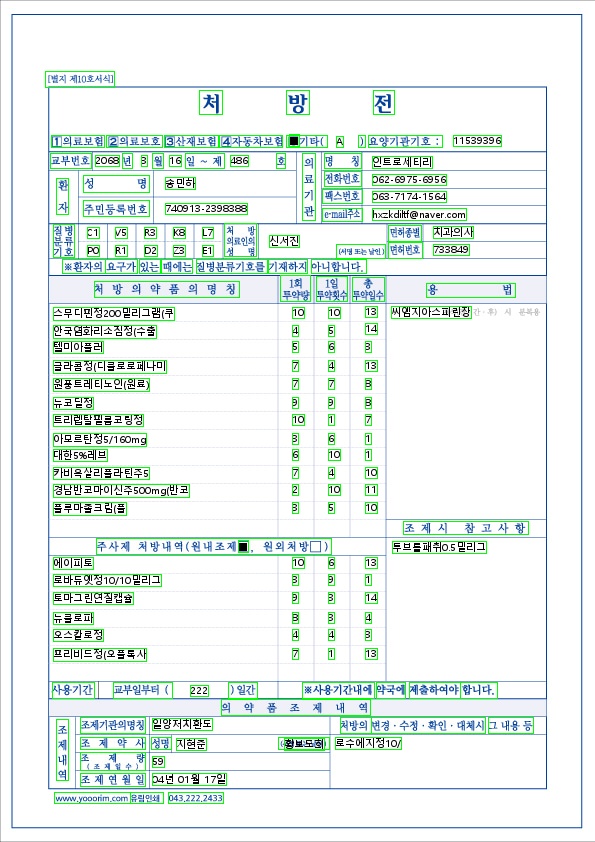 [별지 제10호서식]
처 방 전
1 의료보험 2 의료보호 3 산재보험 4 자동차보험 ■기타( A ) 요양기관기호 : 11539396
교부번호 2068 년 3 월 16 일 ~ 제 486 호
의료기관 명 칭 인트로세티리
환자 성 명 송민하
전화번호 062-6975-6956
팩스번호 063-7174-1564
주민등록번호 740913-2398388
e-mail주소 hxzkdiltf@naver.com
질병분류기호 C1 V5 R3 K8 L7
P0 R1 D2 Z3 E1
처 방 의료인의 성 명 신서진 (서명 또는 날인)
면허종별 치과의사
면허번호 733849
※환자의 요구가 있는 때에는 질병분류기호를 기재하지 아니합니다.
처 방 의 약 품 의 명 칭 1회 투약량 1일 투약횟수 총 투약일수 용 법
스무디핀정200밀리그램(쿠 10 10 13 씨엠지아스피린장 간 · 후) 시 분복용
안국염화리소짐정(수출 4 5 14
텔미아플러 5 6 3
글라콤정(디클로로페나미 7 4 13
원풍트레티노인(원료) 7 7 8
뉴코딜정 9 9 8
트리렙탈필름코팅정 10 1 7
아모르탄정5/160mg 3 6 1
대한5%레브 6 10 1
카비옥살리플라틴주5 7 4 10
경남반코마이신주500mg(반코 2 10 11
플루마졸크림(플 3 5 10
조 제 시 참 고 사 항
주사제 처방내역(원내조제■, 원외처방□)
투브롤패취0.5밀리그
에이피토 10 6 13
로바듀엣정10/10밀리그 3 9 1
토마그린연질캡슐 9 3 14
뉴클로파 8 3 4
오스칼로정 4 4 3
프리비드정(오플록사 7 1 13
사용기간 교부일부터 ( 222 ) 일간 ※사용기간내에 약국에 제출하여야 합니다.
의 약 품 조 제 내 역
조제내역 조제기관의명칭 일양저치환도 처방의 변경 · 수정 · 확인 · 대체시 그 내용 등
조 제 약 사 성명 지현준 로수에지정10/
조 제 량 (조제일수) 59
조 제 연 월 일 04년 01월 17일
www.yooorim.com 유림인쇄 043.222.2433